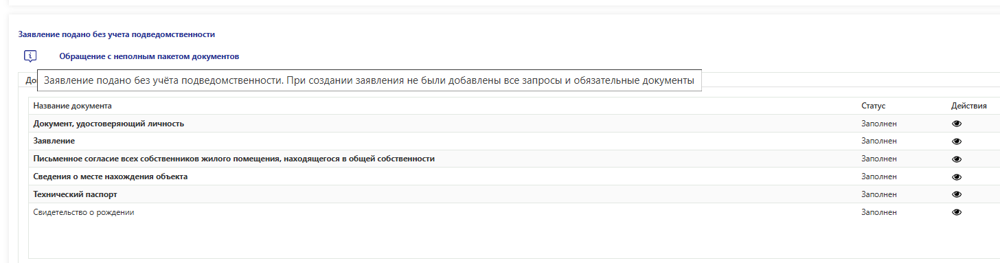 Заявление подано без учета подведомственности
Обращение с неполным пакетом документов
Заявление подано без учёта подведомственности. При создании заявления не были добавлены все запросы и обязательные документы
Название документа Статус Действия
Документ, удостоверяющий личность Заполнен
Заявление Заполнен
Письменное согласие всех собственников жилого помещения, находящегося в общей собственности Заполнен
Сведения о месте нахождения объекта Заполнен
Технический паспорт Заполнен
Свидетельство о рождении Заполнен